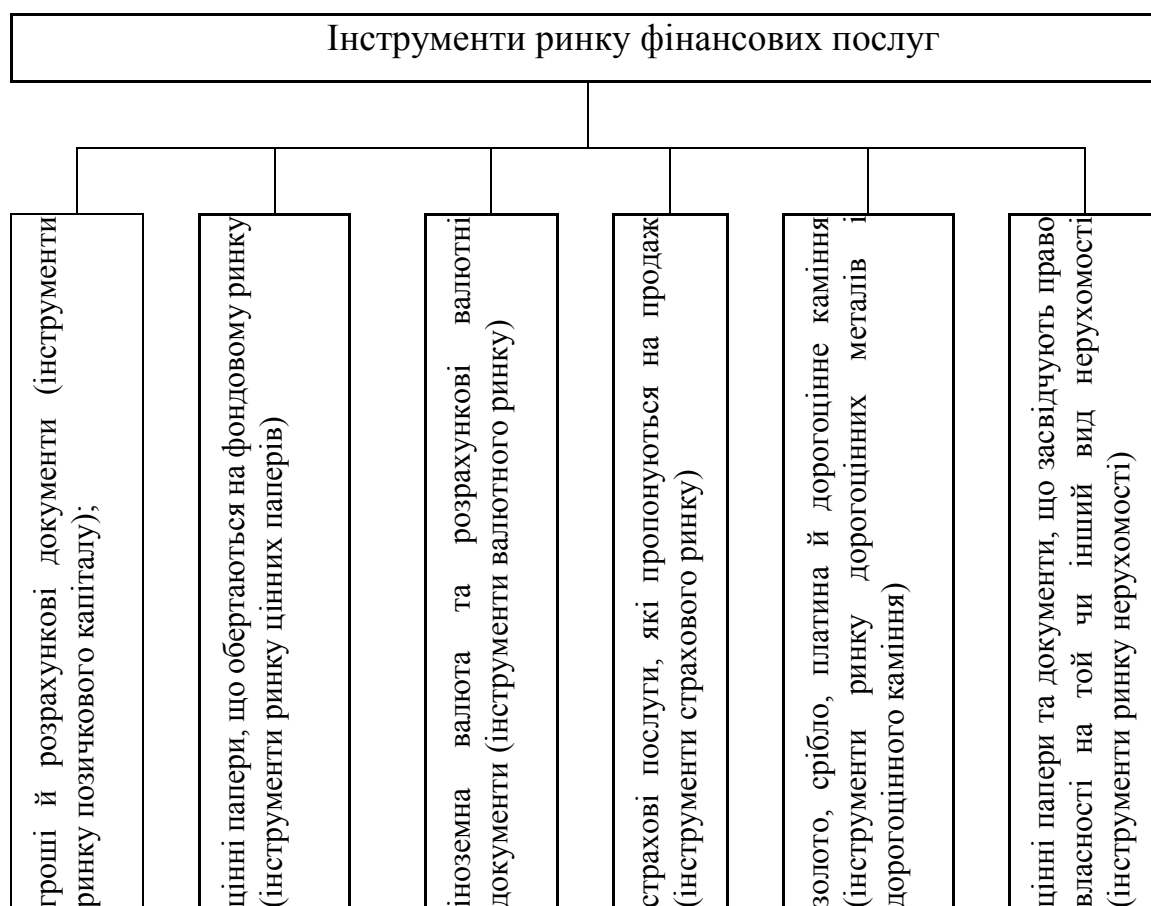 Інструменти ринку фінансових послуг
гроші й розрахункові документи (інструменти
ринку позичкового капіталу);
цінні папери, що обертаються на фондовому ринку
(інструменти ринку цінних паперів)
іноземна валюта та розрахункові валютні
документи (інструменти валютного ринку)
страхові послуги, які пропонуються на продаж
(інструменти страхового ринку)
золото, срібло, платина й дорогоцінне каміння
(інструменти ринку дорогоцінних металів і
дорогоцінного каміння)
цінні папери та документи, що засвідчують право
власності на той чи інший вид нерухомості
(інструменти ринку нерухомості)